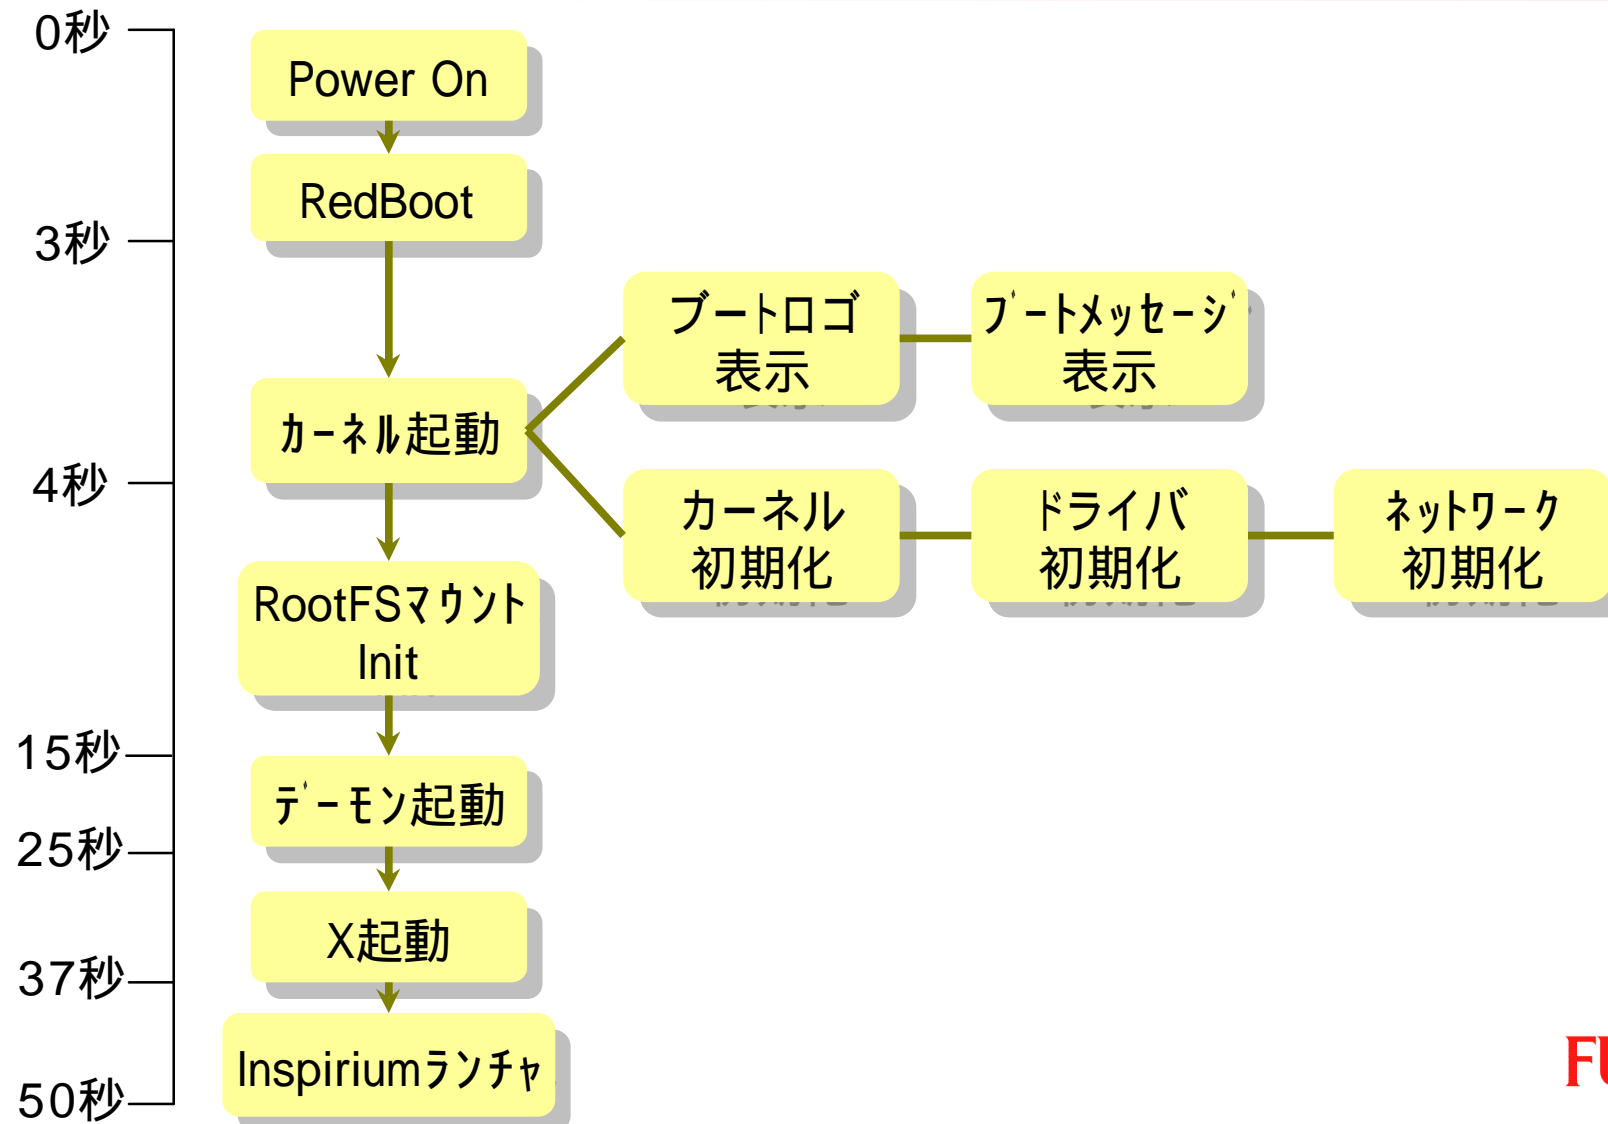 0秒
Power On
RedBoot
3秒
ブートロゴ
表示
ﾌﾞｰﾄﾒｯｾｰｼﾞ
表示
ｶｰﾈﾙ起動
4秒
カーネル
初期化
ドライバ
初期化
ﾈｯﾄﾜｰｸ
初期化
RootFSﾏｳﾝﾄ
Init
15秒
ﾃﾞｰﾓﾝ起動
25秒
X起動
37秒
Inspiriumﾗﾝﾁｬ
50秒